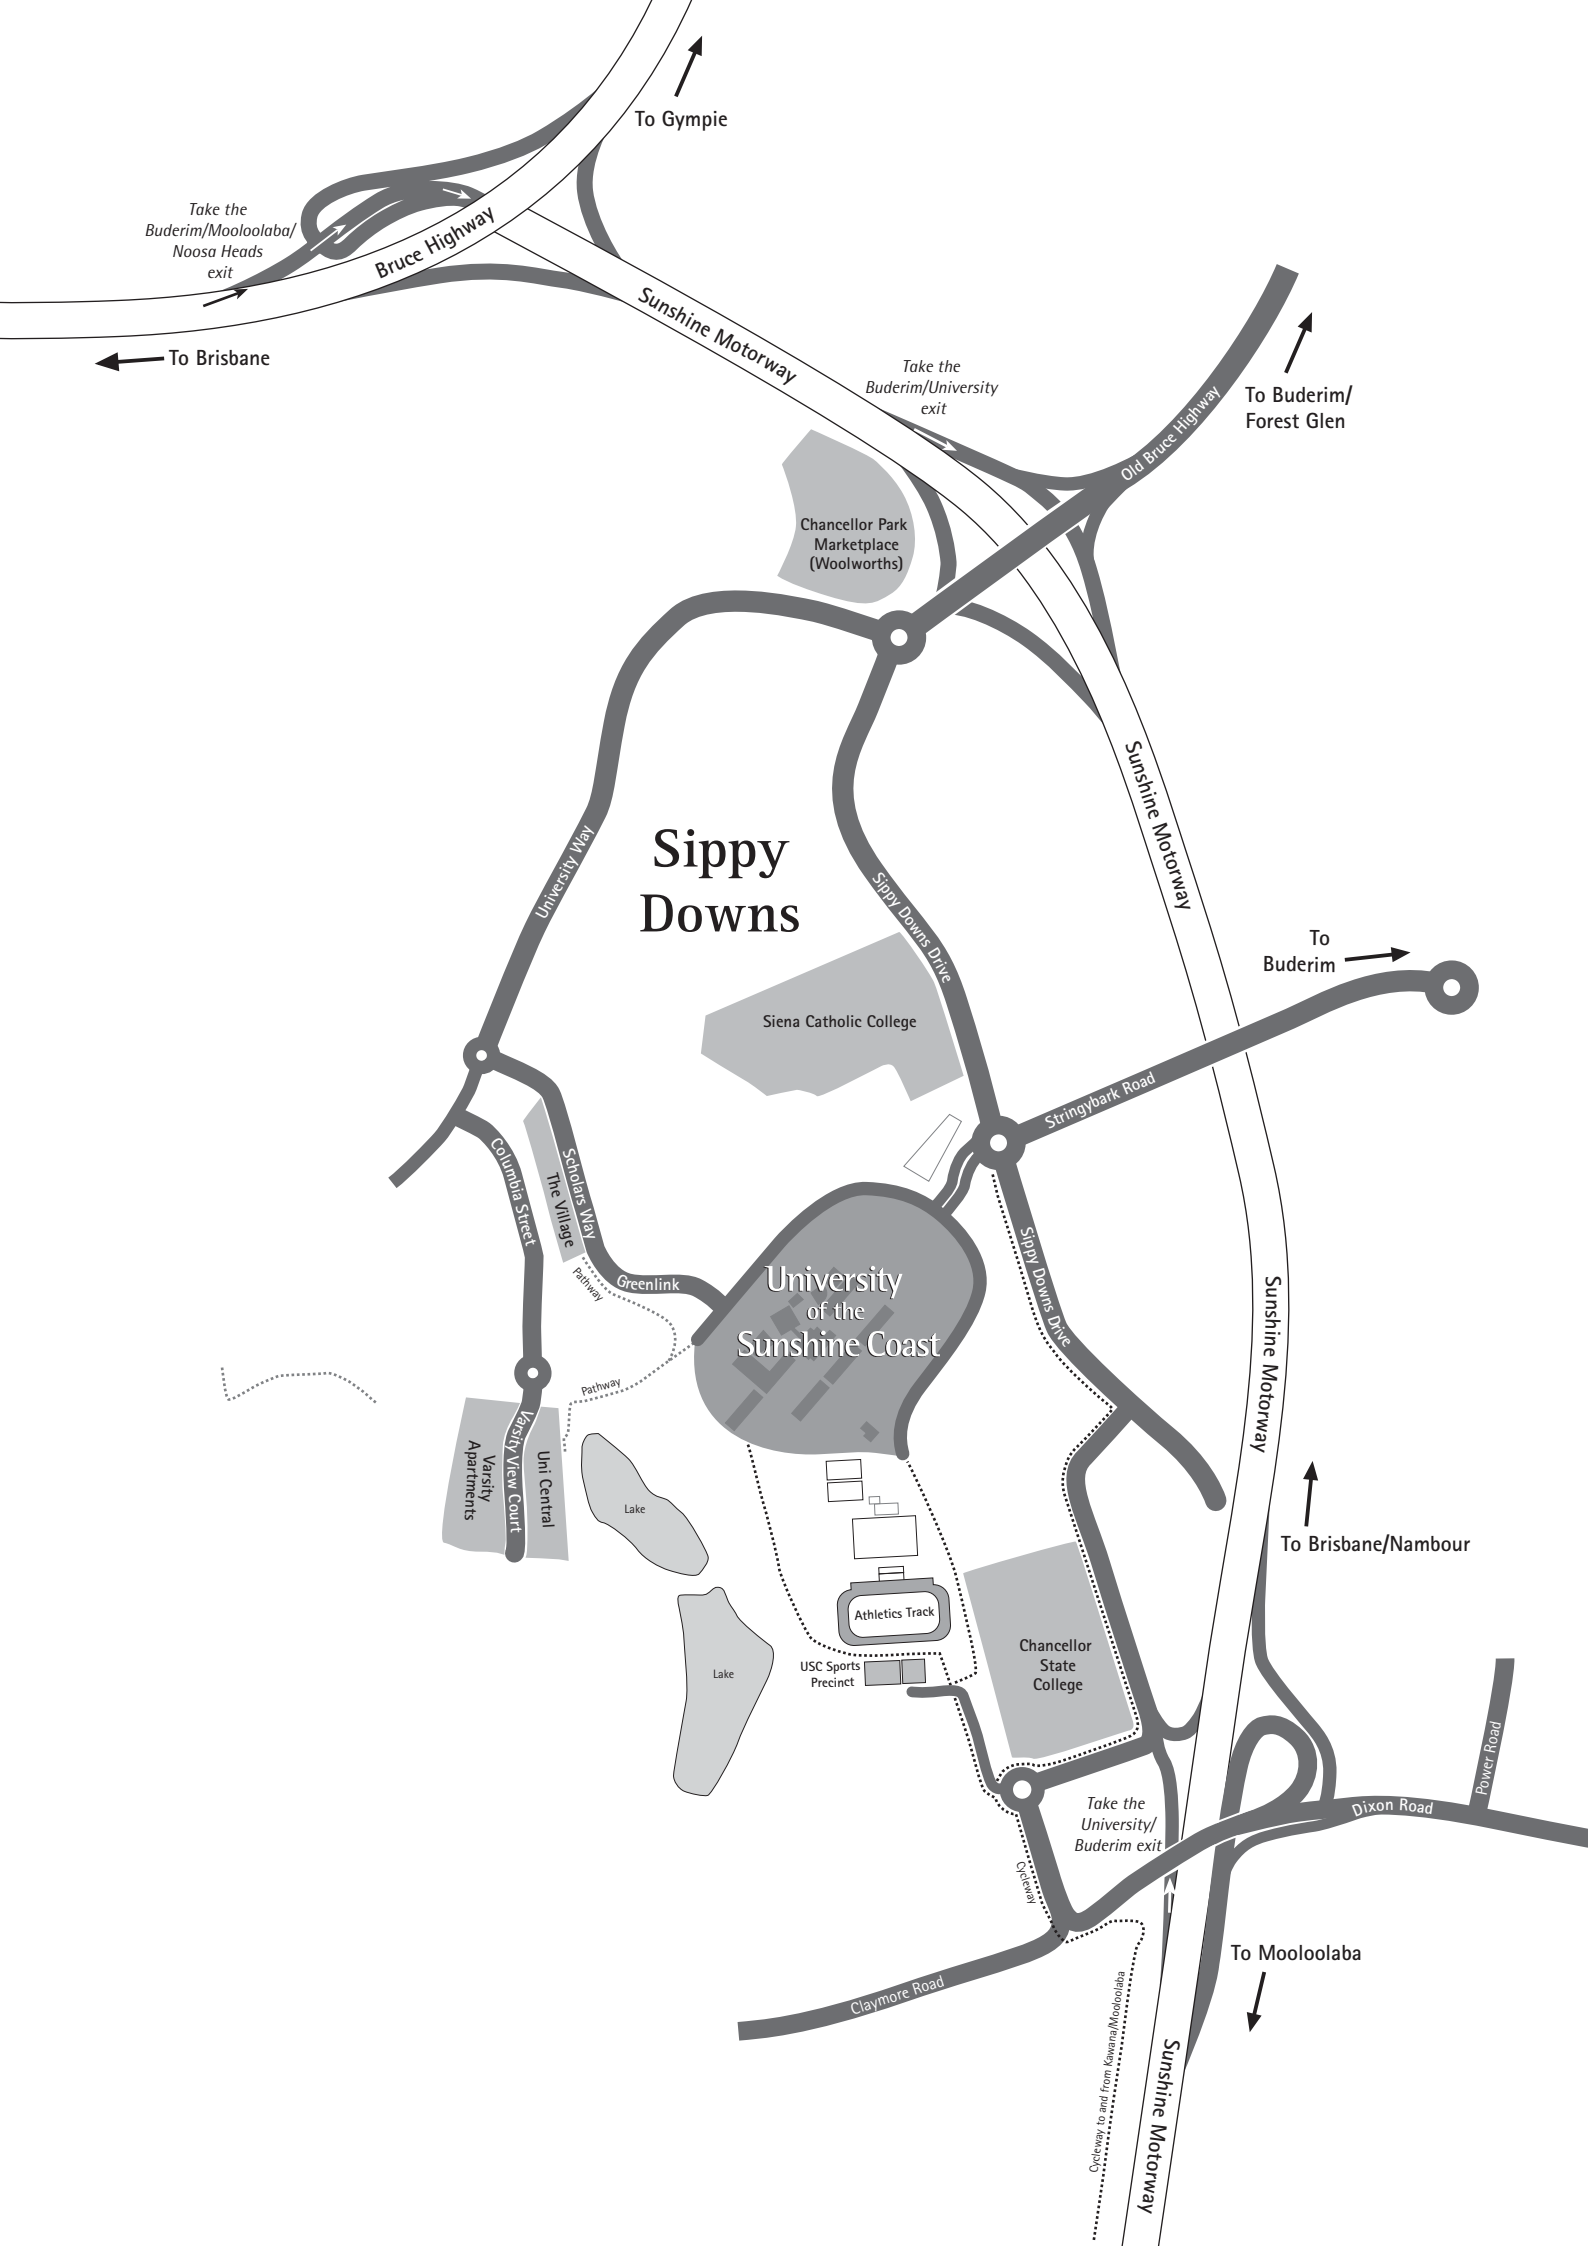 To Gympie
Take the
Buderim/Mooloolaba/
Noosa Heads
exit
Bruce Highway
To Brisbane
Sunshine Motorway
Take the
Buderim/University
exit
Old Bruce Highway
To Buderim/
Forest Glen
Chancellor Park
Marketplace
(Woolworths)
Sunshine Motorway
University Way
Sippy
Downs
Sippy Downs Drive
To
Buderim
Siena Catholic College
Stringybark Road
Columbia Street
The Village
Scholars Way
Pathway
Greenlink
University
of the
Sunshine Coast
Sippy Downs Drive
Sunshine Motorway
Pathway
Varsity
Apartments
Varsity View Court
Uni Central
Lake
To Brisbane/Nambour
Athletics Track
Lake
USC Sports
Precinct
Chancellor
State
College
Power Road
Take the
University/
Buderim exit
Dixon Road
Cycleway
To Mooloolaba
Claymore Road
Cycleway to and from Kawana/Mooloolaba
Sunshine Motorway